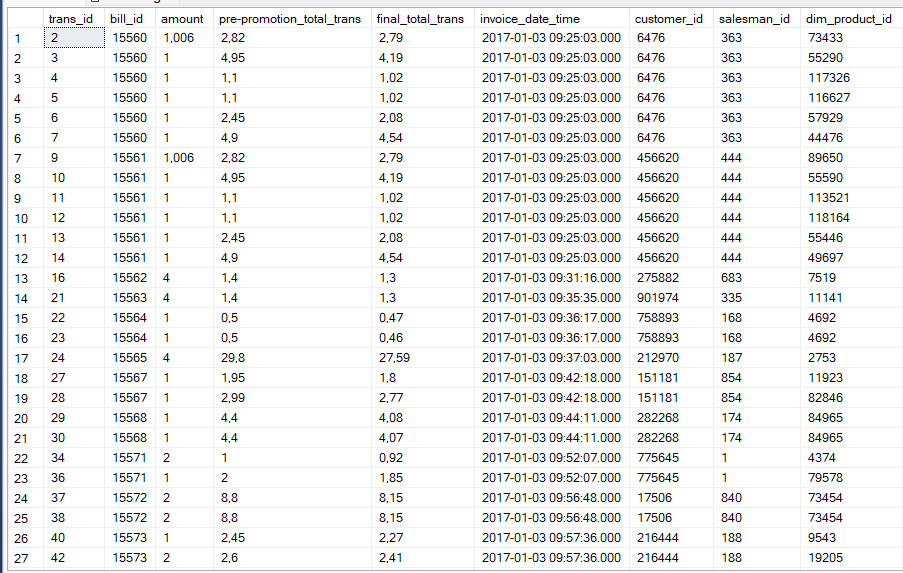 trans_id bill_id amount pre-promotion_total_trans final_total_trans invoice_date_time customer_id salesman_id dim_product_id
1 2 15560 1,006 2,82 2,79 2017-01-03 09:25:03.000 6476 363 73433
2 3 15560 1 4,95 4,19 2017-01-03 09:25:03.000 6476 363 55290
3 4 15560 1 1,1 1,02 2017-01-03 09:25:03.000 6476 363 117326
4 5 15560 1 1,1 1,02 2017-01-03 09:25:03.000 6476 363 116627
5 6 15560 1 2,45 2,08 2017-01-03 09:25:03.000 6476 363 57929
6 7 15560 1 4,9 4,54 2017-01-03 09:25:03.000 6476 363 44476
7 9 15561 1,006 2,82 2,79 2017-01-03 09:25:03.000 456620 444 89650
8 10 15561 1 4,95 4,19 2017-01-03 09:25:03.000 456620 444 55590
9 11 15561 1 1,1 1,02 2017-01-03 09:25:03.000 456620 444 113521
10 12 15561 1 1,1 1,02 2017-01-03 09:25:03.000 456620 444 118164
11 13 15561 1 2,45 2,08 2017-01-03 09:25:03.000 456620 444 55446
12 14 15561 1 4,9 4,54 2017-01-03 09:25:03.000 456620 444 49697
13 16 15562 4 1,4 1,3 2017-01-03 09:31:16.000 275882 683 7519
14 21 15563 4 1,4 1,3 2017-01-03 09:35:35.000 901974 335 11141
15 22 15564 1 0,5 0,47 2017-01-03 09:36:17.000 758893 168 4692
16 23 15564 1 0,5 0,46 2017-01-03 09:36:17.000 758893 168 4692
17 24 15565 4 29,8 27,59 2017-01-03 09:37:03.000 212970 187 2753
18 27 15567 1 1,95 1,8 2017-01-03 09:42:18.000 151181 854 11923
19 28 15567 1 2,99 2,77 2017-01-03 09:42:18.000 151181 854 82846
20 29 15568 1 4,4 4,08 2017-01-03 09:44:11.000 282268 174 84965
21 30 15568 1 4,4 4,07 2017-01-03 09:44:11.000 282268 174 84965
22 34 15571 2 1 0,92 2017-01-03 09:52:07.000 775645 1 4374
23 36 15571 1 2 1,85 2017-01-03 09:52:07.000 775645 1 79578
24 37 15572 2 8,8 8,15 2017-01-03 09:56:48.000 17506 840 73454
25 38 15572 2 8,8 8,15 2017-01-03 09:56:48.000 17506 840 73454
26 40 15573 1 2,45 2,27 2017-01-03 09:57:36.000 216444 188 9543
27 42 15573 2 2,6 2,41 2017-01-03 09:57:36.000 216444 188 19205